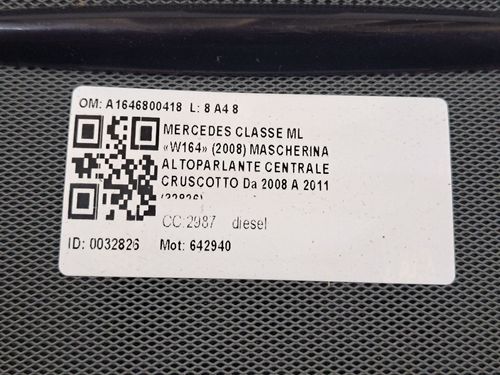 OM: A1646800418 L: 8 A4 8
MERCEDES CLASSE ML
«W164» (2008) MASCHERINA
ALTOPARLANTE CENTRALE
CRUSCOTTO Da 2008 A 2011
(32826)
CC:2987 diesel
ID: 0032826 Mot: 642940